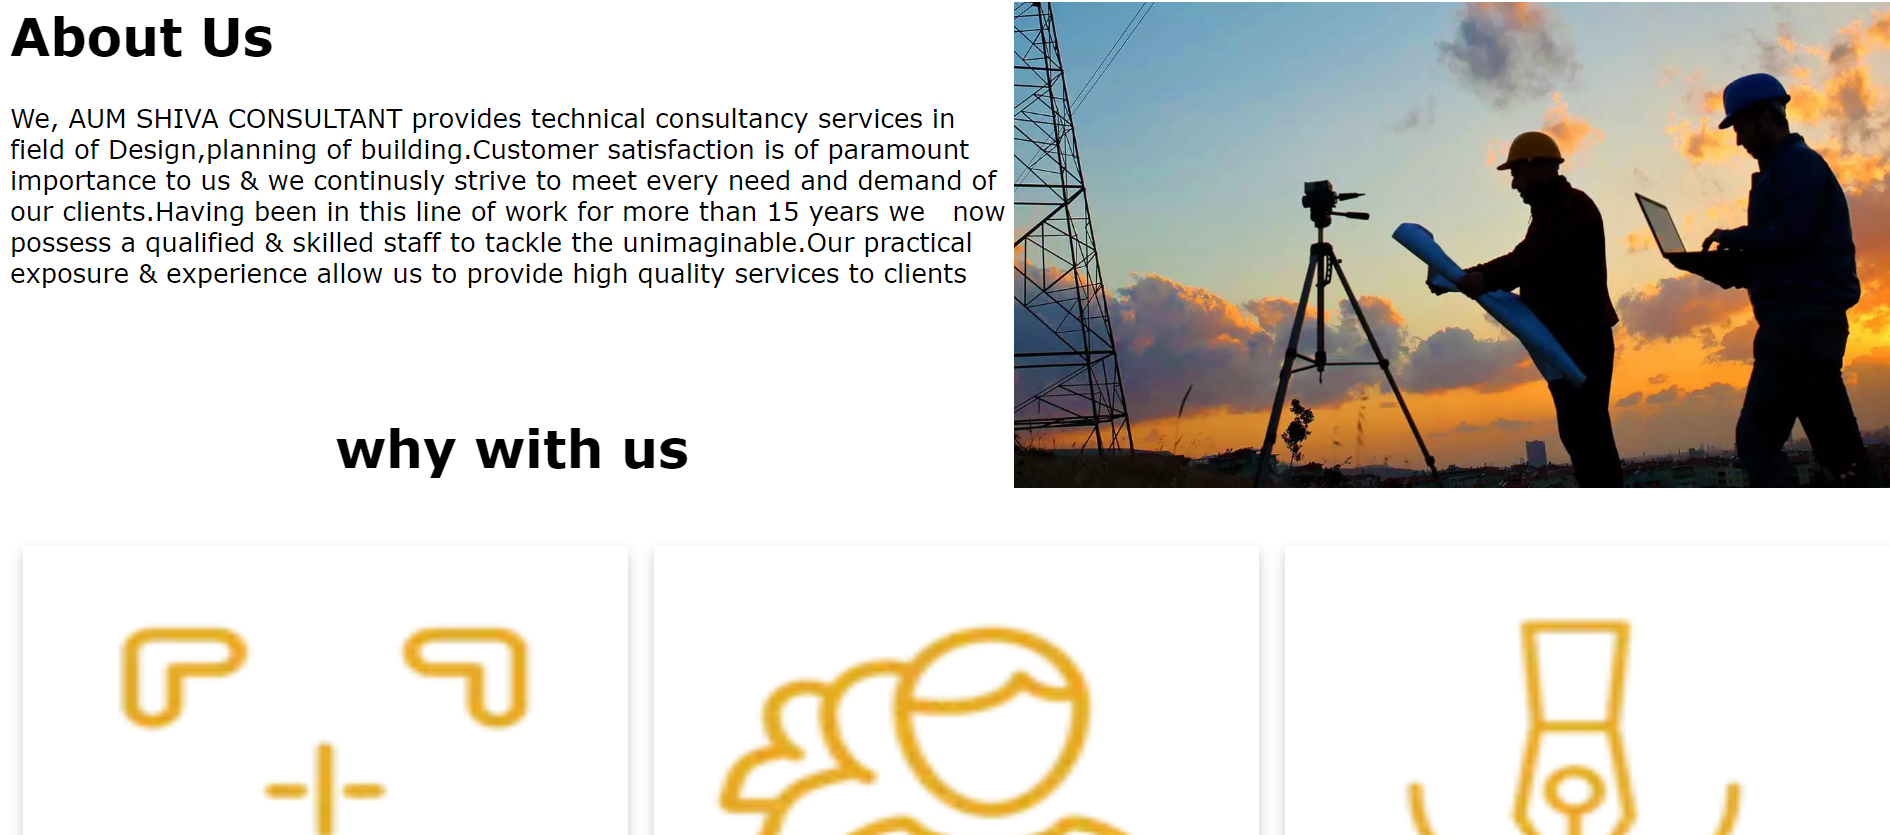 About Us
We, AUM SHIVA CONSULTANT provides technical consultancy services in
field of Design,planning of building.Customer satisfaction is of paramount
importance to us & we continusly strive to meet every need and demand of
our clients.Having been in this line of work for more than 15 years we   now
possess a qualified & skilled staff to tackle the unimaginable.Our practical
exposure & experience allow us to provide high quality services to clients
why with us